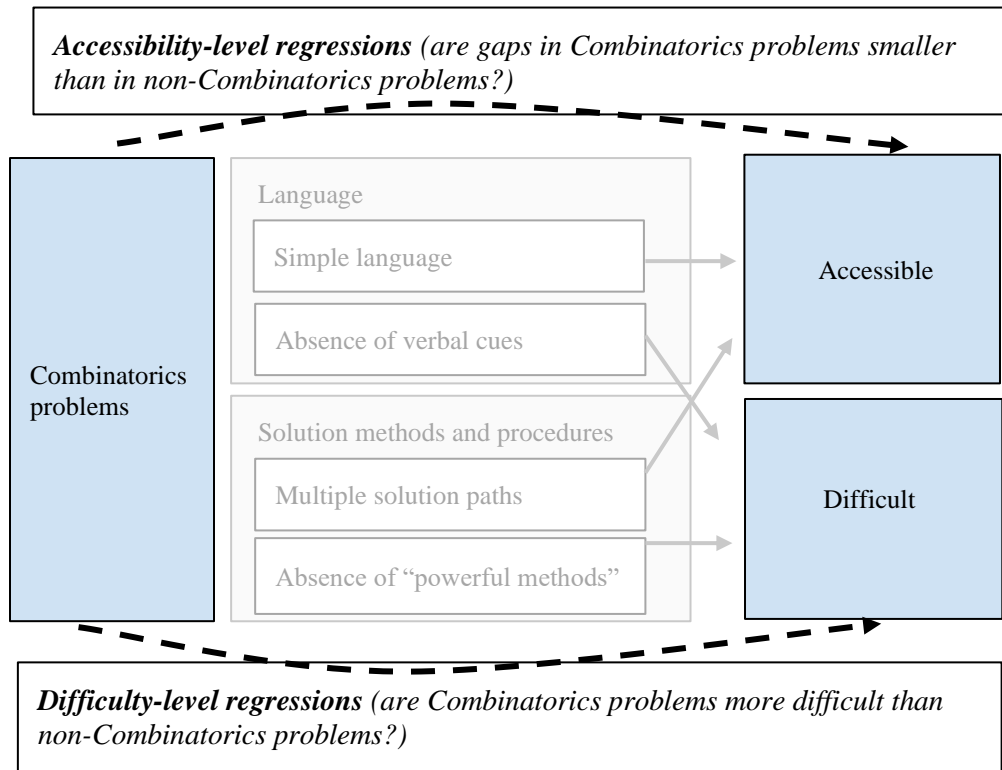 Accessibility-level regressions (are gaps in Combinatorics problems smaller
than in non-Combinatorics problems?)
Combinatorics
problems
Language
Simple language
Absence of verbal cues
Solution methods and procedures
Multiple solution paths
Absence of “powerful methods”
Accessible
Difficult
Difficulty-level regressions (are Combinatorics problems more difficult than
non-Combinatorics problems?)